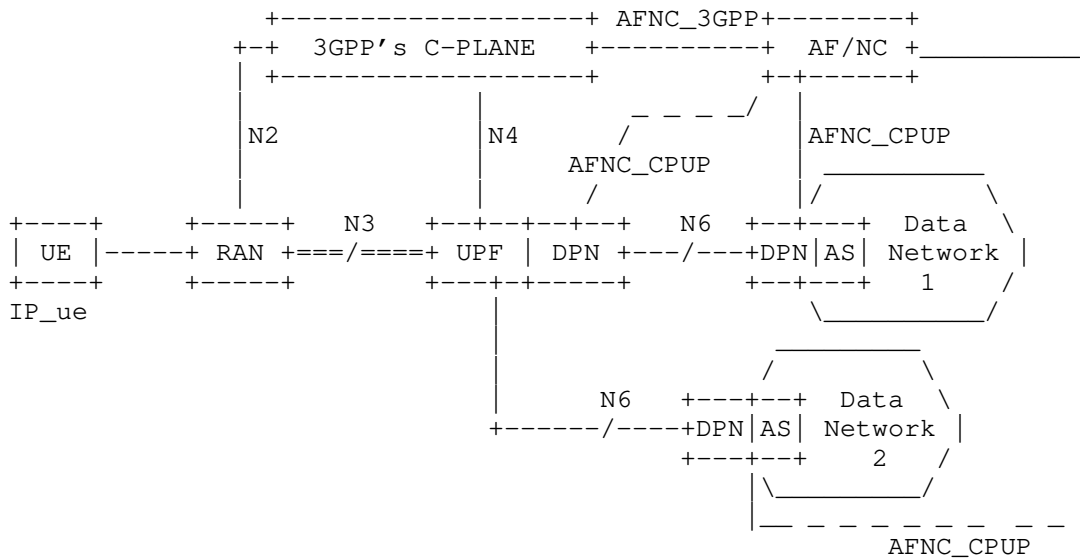 AFNC_3GPP
3GPP's C-PLANE AF/NC
N2 N4 AFNC_CPUP
AFNC_CPUP
N3 N6 Data
UE RAN UPF DPN DPN AS Network
1
IP_ue
N6 Data
DPN AS Network
2
AFNC_CPUP